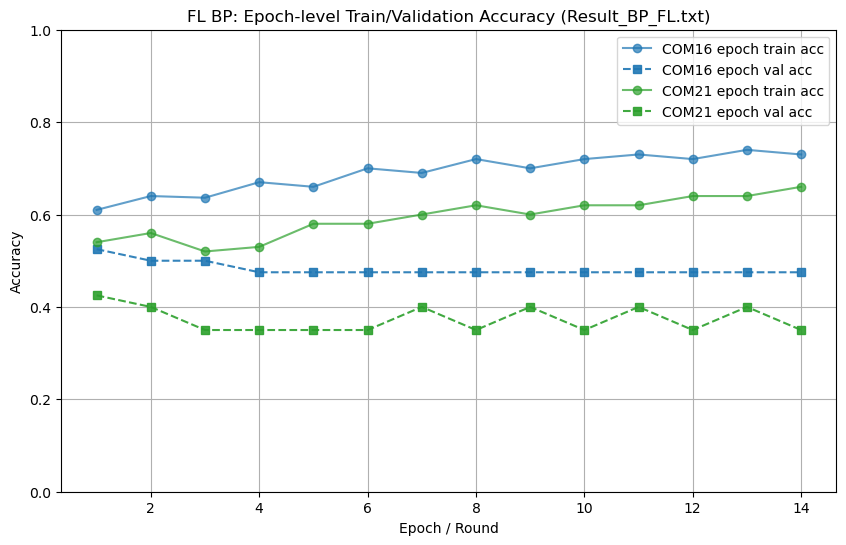 FL BP: Epoch-level Train/Validation Accuracy (Result_BP_FL.txt)
COM16 epoch train acc
COM16 epoch val acc
COM21 epoch train acc
COM21 epoch val acc
Accuracy
1.0
0.8
0.6
0.4
0.2
0.0
2 4 6 8 10 12 14
Epoch / Round